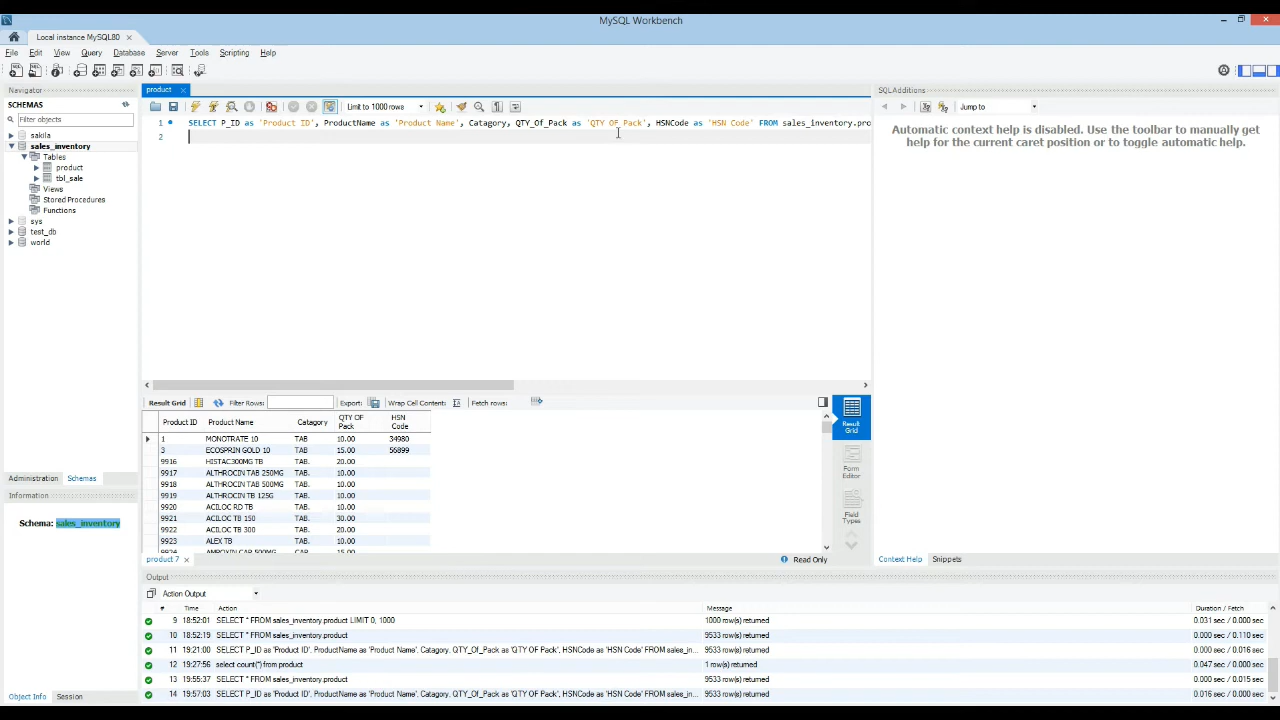 MySQL Workbench
Local instance MySQL80
File Edit View Query Database Server Scripting Tools Help
Navigator
SCHEMAS
Filter objects
sakila
sales_inventory
Tables
product
tbl_sale
Views
Stored Procedures
Functions
sys
test_db
world
Administration Schemas
Information
Schema: sales_inventory
Object Info Session
product
Limit to 1000 rows
1 SELECT P_ID as 'Product ID', ProductName as 'Product Name', Catagory, QTY_Of_Pack as 'QTY OF Pack', HSNCode as 'HSN Code' FROM sales_inventory.pro
2
Result Grid Filter Rows: Export: Wrap Cell Content: Fetch rows:
Product ID Product Name Catagory QTY OF Pack HSN Code
1 MONOTRATE 10 TAB 10.00 34980
3 ECOSPRIN GOLD 10 TAB 15.00 56899
9916 HISTAC300MG TB TAB. 20.00
9917 ALTHROCIN TAB 250MG TAB. 10.00
9918 ALTHROCIN TAB 500MG TAB. 10.00
9919 ALTHROCIN TB 125G TAB. 10.00
9920 ACILOC RD TB TAB. 10.00
9921 ACILOC TB 150 TAB. 30.00
9922 ACILOC TB 300 TAB. 20.00
9923 ALEX TB TAB. 10.00
9924 AMPOXIN CAP 500MG CAP 15.00
Result Grid
Form Editor
Field Types
product 7
Read Only
SQLAdditions
Jump to
Automatic context help is disabled. Use the toolbar to manually get
help for the current caret position or to toggle automatic help.
Context Help Snippets
Output
Action Output
# Time Action Message Duration / Fetch
9 18:52:01 SELECT * FROM sales_inventory.product LIMIT 0, 1000 1000 row(s) returned 0.031 sec / 0.000 sec
10 18:52:19 SELECT * FROM sales_inventory.product 9533 row(s) returned 0.000 sec / 0.110 sec
11 19:21:00 SELECT P_ID as 'Product ID', ProductName as 'Product Name', Catagory, QTY_Of_Pack as 'QTY OF Pack', HSNCode as 'HSN Code' FROM sales_in... 9533 row(s) returned 0.000 sec / 0.016 sec
12 19:27:56 select count(*) from product 1 row(s) returned 0.047 sec / 0.000 sec
13 19:55:37 SELECT * FROM sales_inventory.product 9533 row(s) returned 0.000 sec / 0.015 sec
14 19:57:03 SELECT P_ID as 'Product ID', ProductName as 'Product Name', Catagory, QTY_Of_Pack as 'QTY OF Pack', HSNCode as 'HSN Code' FROM sales_in... 9533 row(s) returned 0.016 sec / 0.000 sec